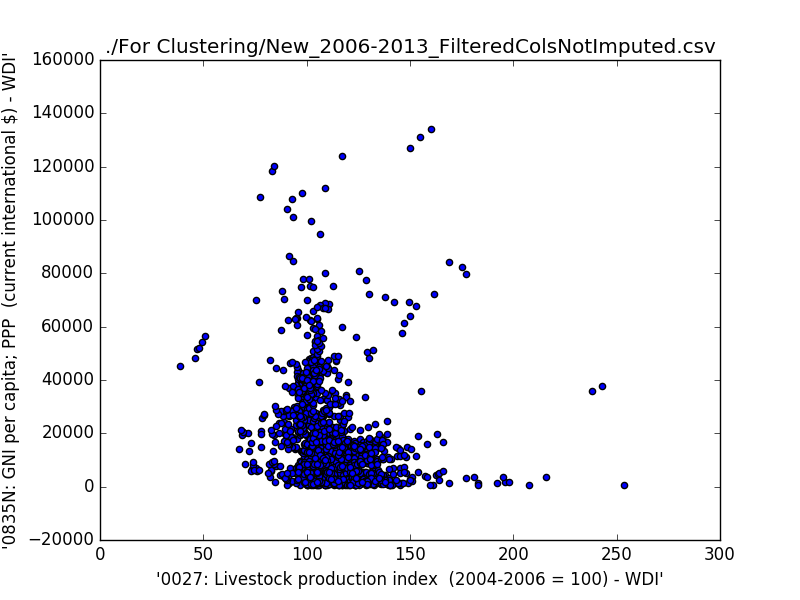 ./For Clustering/New_2006-2013_FilteredColsNotImputed.csv
'0835N: GNI per capita; PPP  (current international $) - WDI'
160000
140000
120000
100000
80000
60000
40000
20000
0
−20000
0 50 100 150 200 250 300
'0027: Livestock production index  (2004-2006 = 100) - WDI'